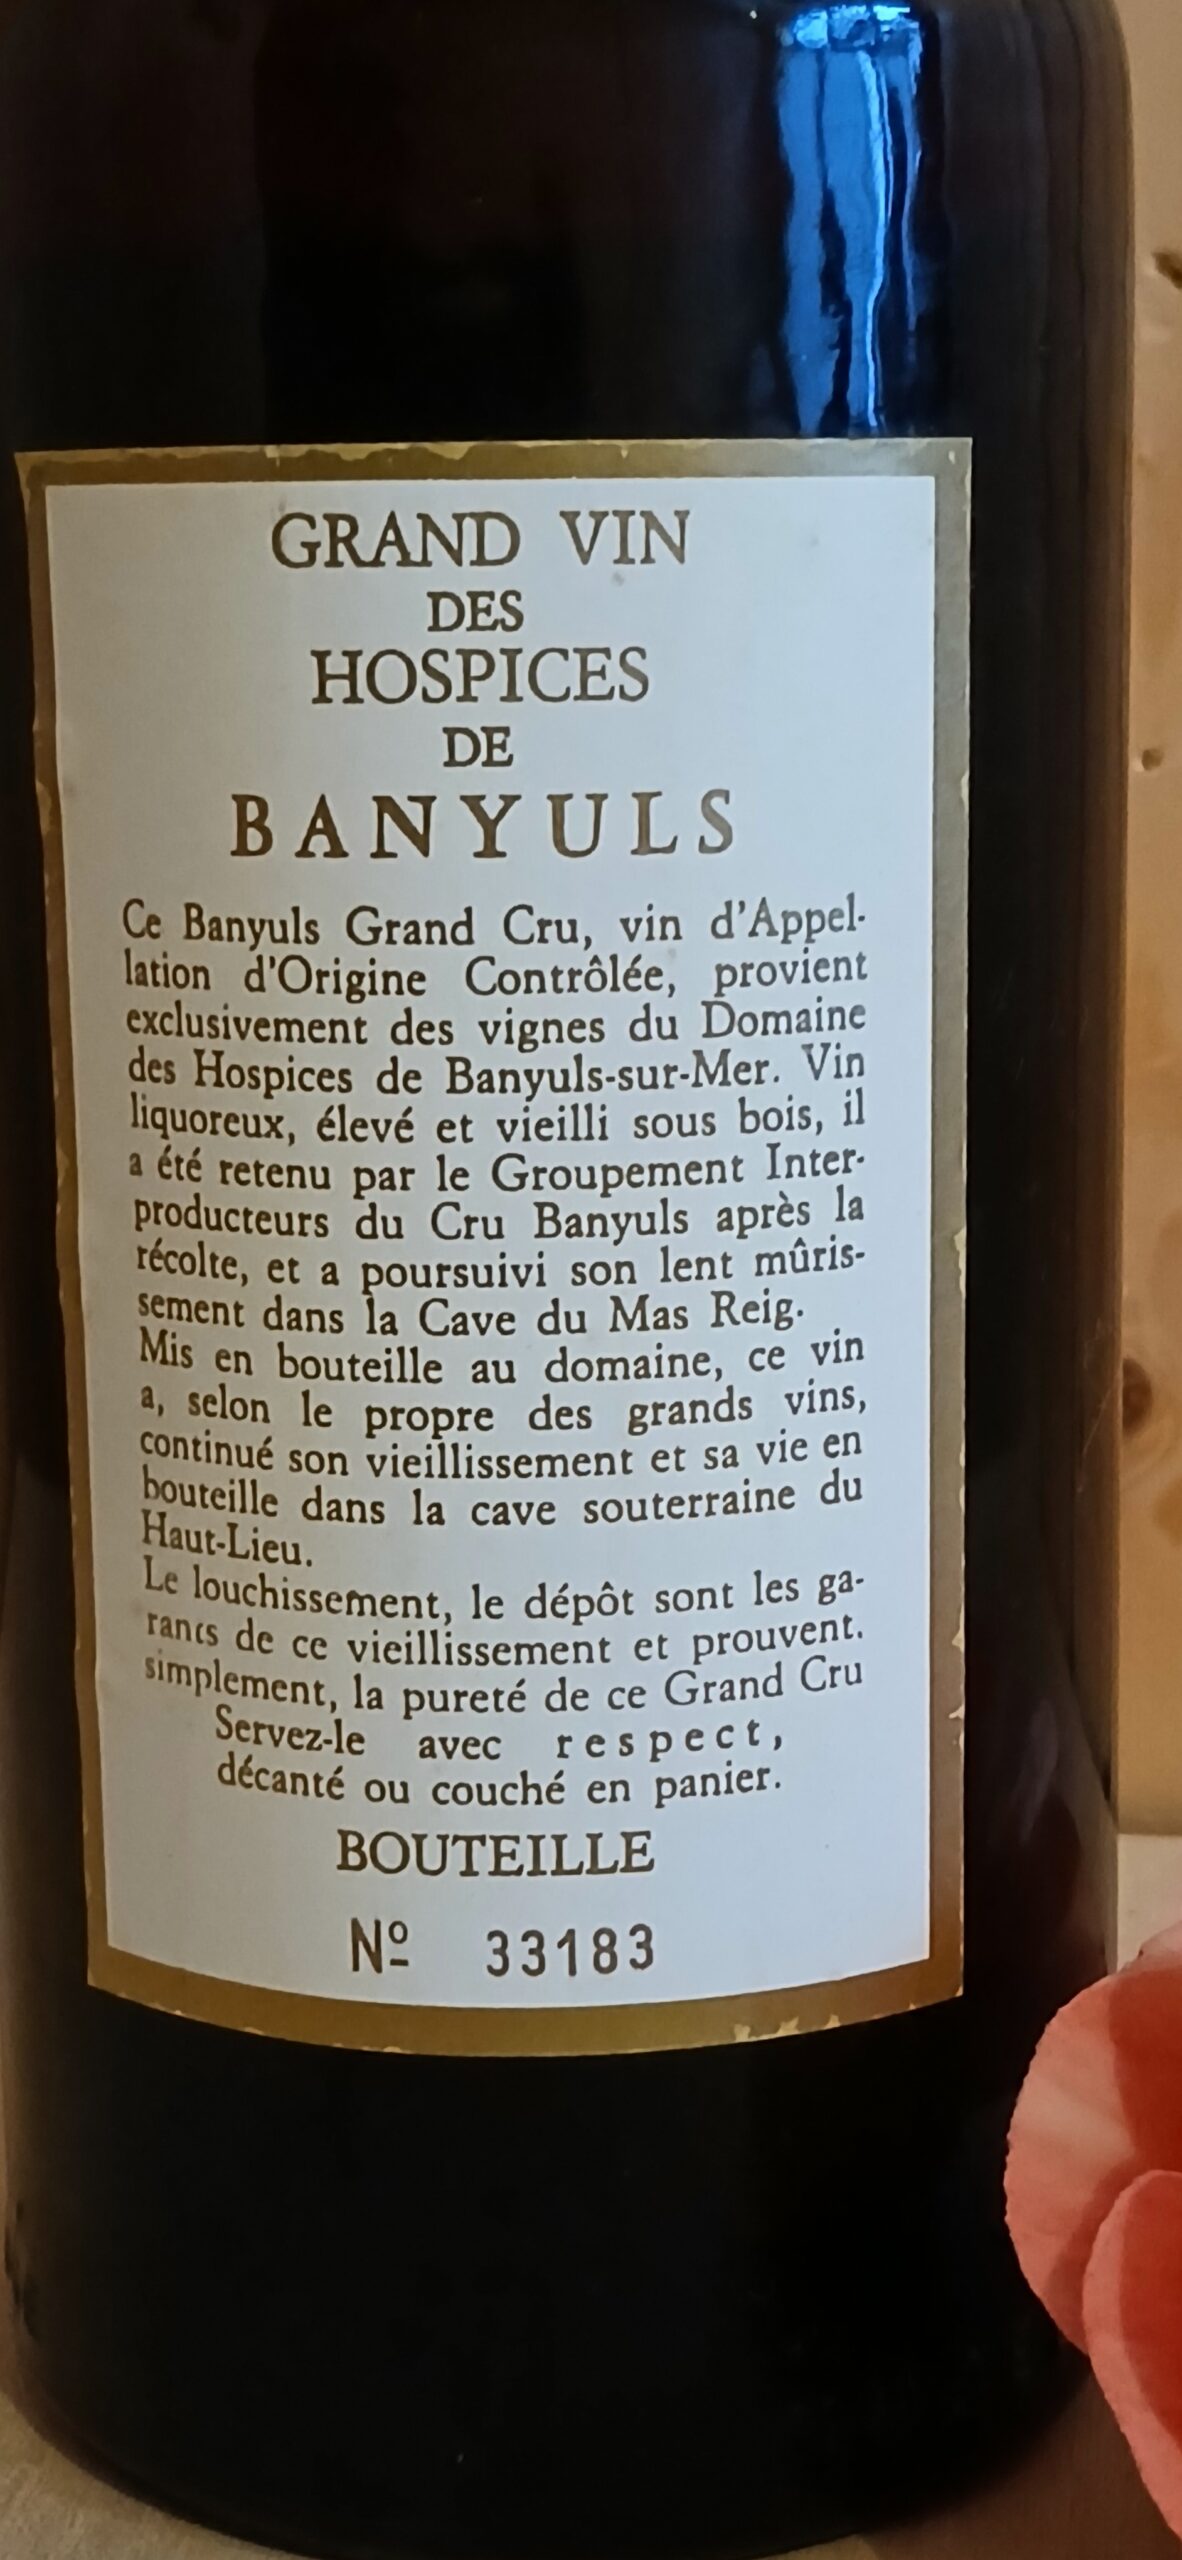 GRAND VIN
DES
HOSPICES
DE
BANYULS
Ce Banyuls Grand Cru, vin d'Appel-
lation d'Origine Contrôlée, provient
exclusivement des vignes du Domaine
des Hospices de Banyuls-sur-Mer. Vin
liquoreux, élevé et vieilli sous bois, il
a été retenu par le Groupement Inter-
producteurs du Cru Banyuls après la
récolte, et a poursuivi son lent mûris-
sement dans la Cave du Mas Reig.
Mis en bouteille au domaine, ce vin
a, selon le propre des grands vins,
continué son vieillissement et sa vie en
bouteille dans la cave souterraine du
Haut-Lieu.
Le louchissement, le dépôt sont les ga-
rants de ce vieillissement et prouvent.
simplement, la pureté de ce Grand Cru
Servez-le avec respect,
décanté ou couché en panier.
BOUTEILLE
Nº 33183